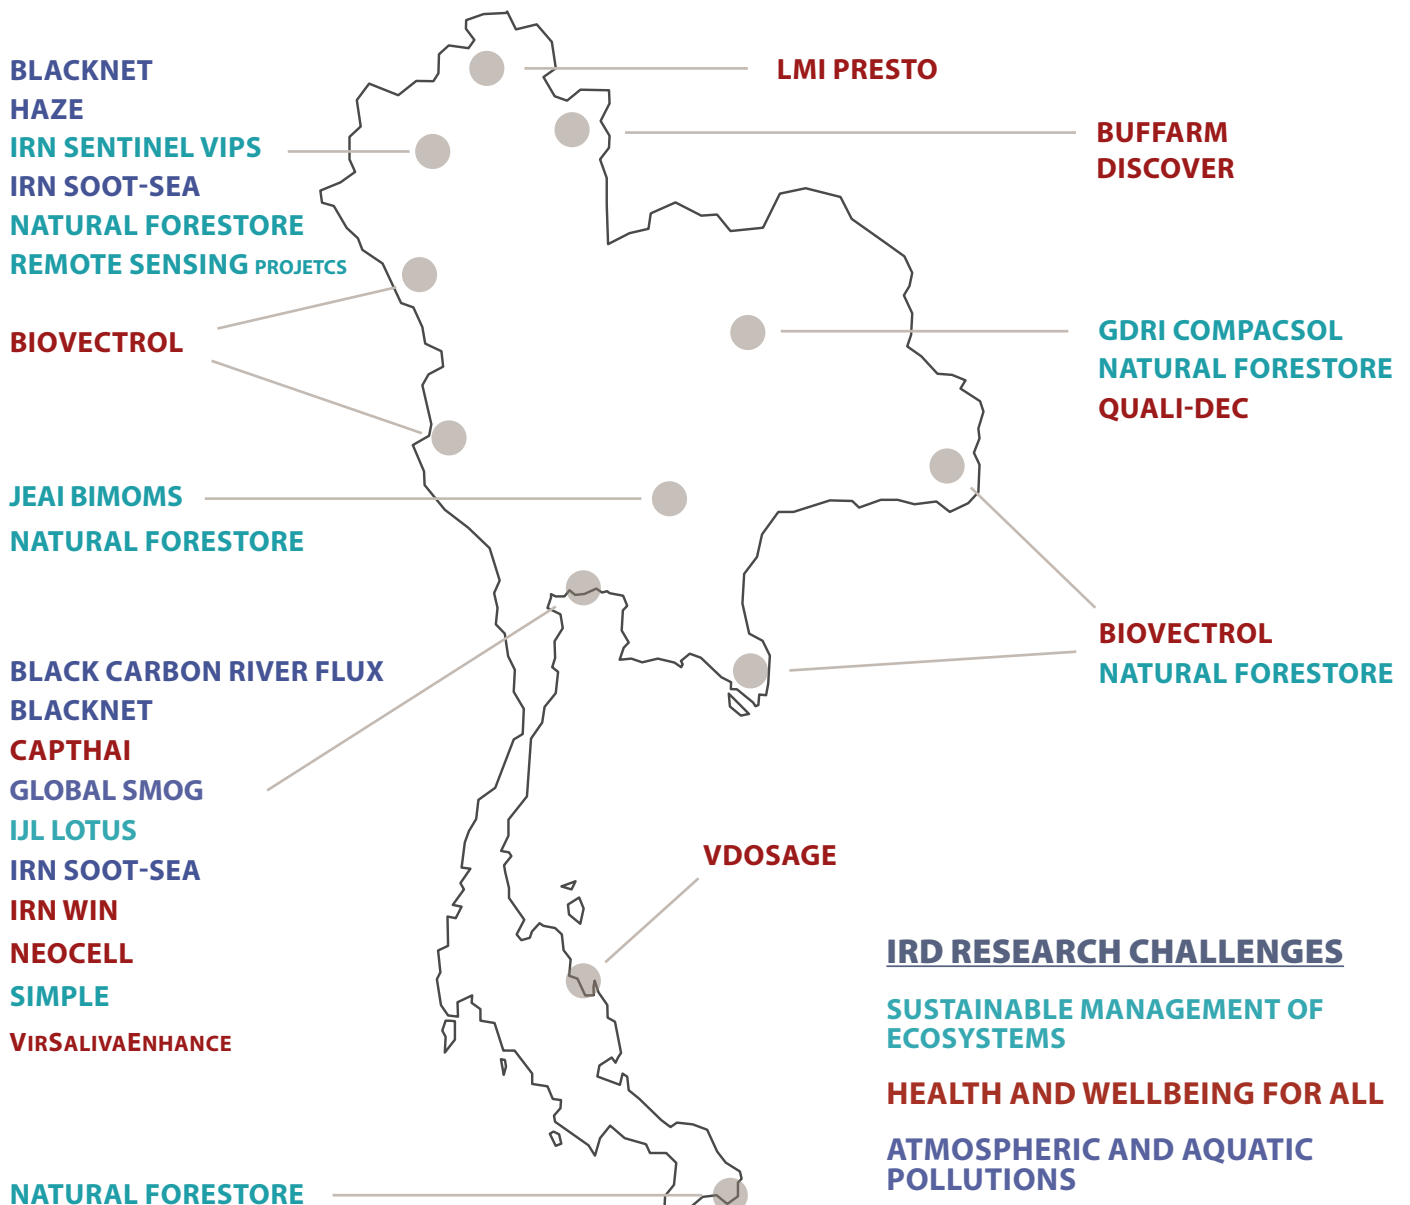 BLACKNET
HAZE
IRN SENTINEL VIPS
IRN SOOT-SEA
NATURAL FORESTORE
REMOTE SENSING PROJETCS
BIOVECTROL
JEAI BIMOMS
NATURAL FORESTORE
BLACK CARBON RIVER FLUX
BLACKNET
CAPTHAI
GLOBAL SMOG
IJL LOTUS
IRN SOOT-SEA
IRN WIN
NEOCELL
SIMPLE
VIRSALIVAENHANCE
NATURAL FORESTORE
LMI PRESTO
BUFFARM
DISCOVER
GDRI COMPACSOL
NATURAL FORESTORE
QUALI-DEC
BIOVECTROL
NATURAL FORESTORE
VDOSAGE
IRD RESEARCH CHALLENGES
SUSTAINABLE MANAGEMENT OF
ECOSYSTEMS
HEALTH AND WELLBEING FOR ALL
ATMOSPHERIC AND AQUATIC
POLLUTIONS